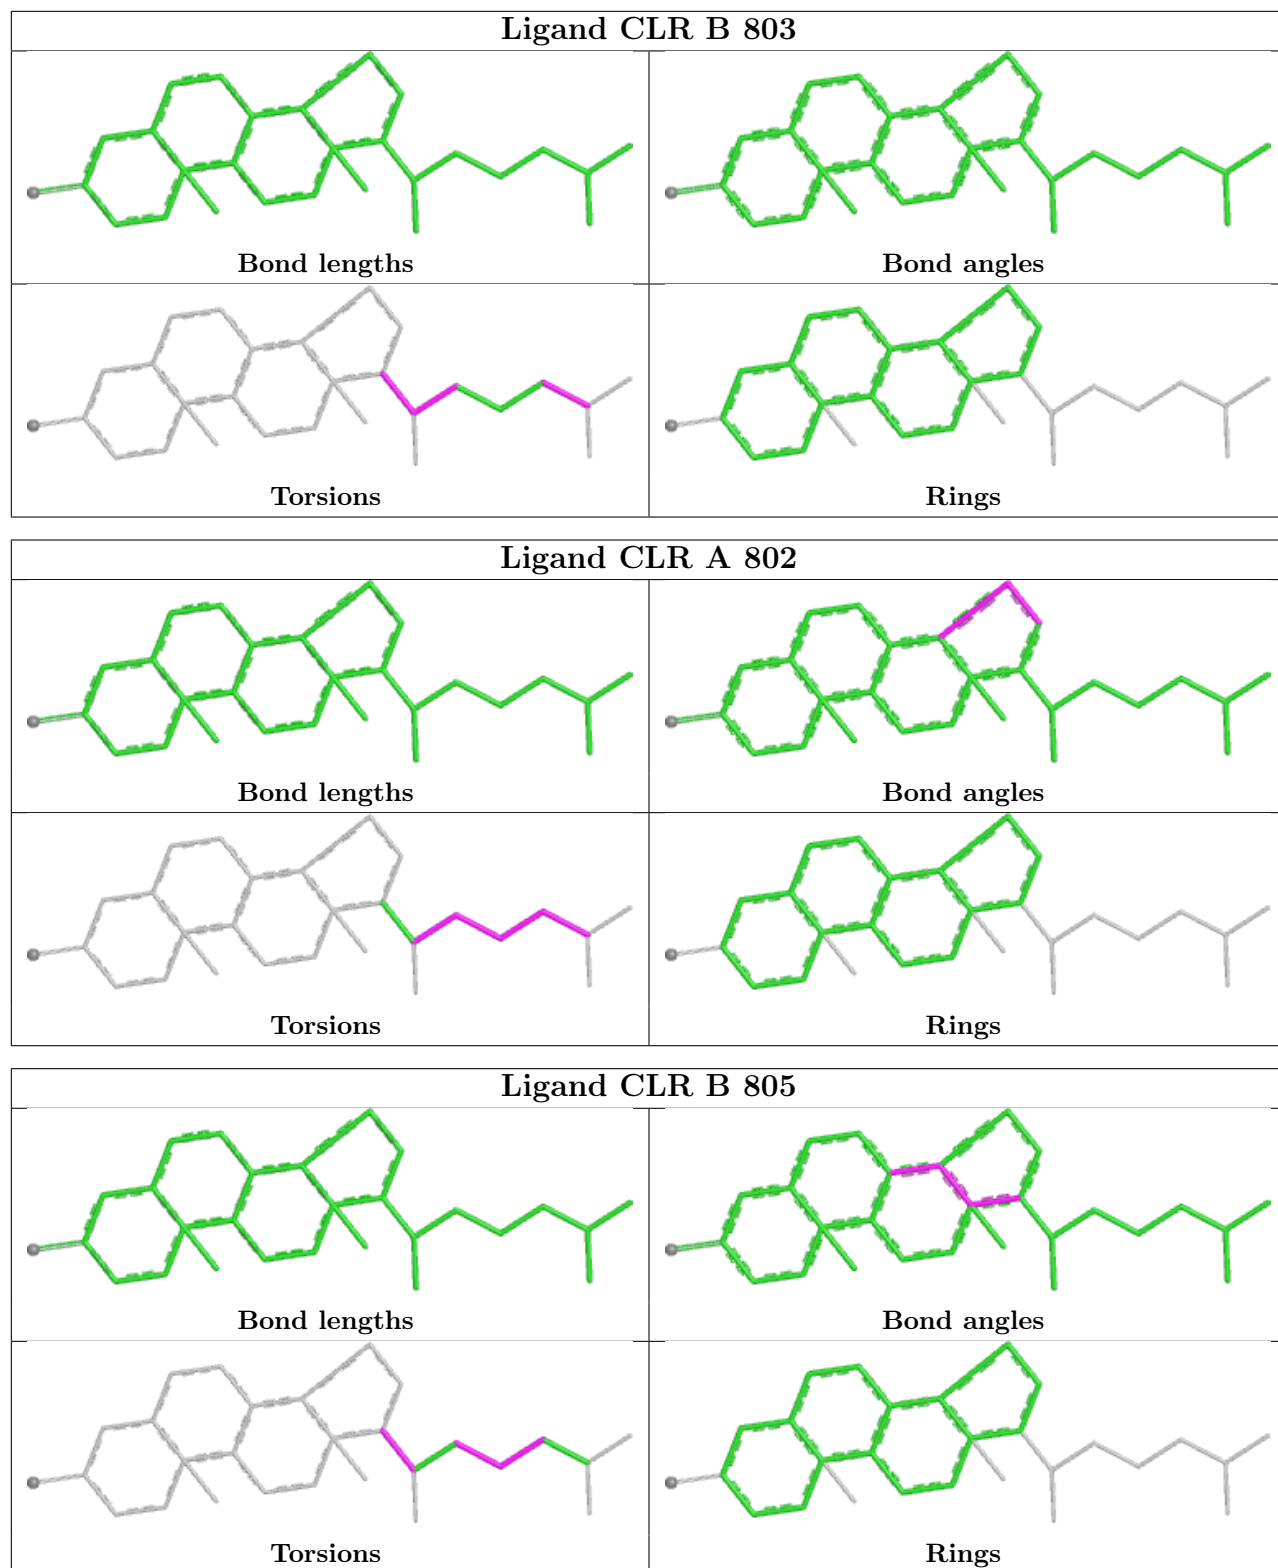 Ligand CLR B 803
Bond lengths
Bond angles
Torsions
Rings
Ligand CLR A 802
Bond lengths
Bond angles
Torsions
Rings
Ligand CLR B 805
Bond lengths
Bond angles
Torsions
Rings